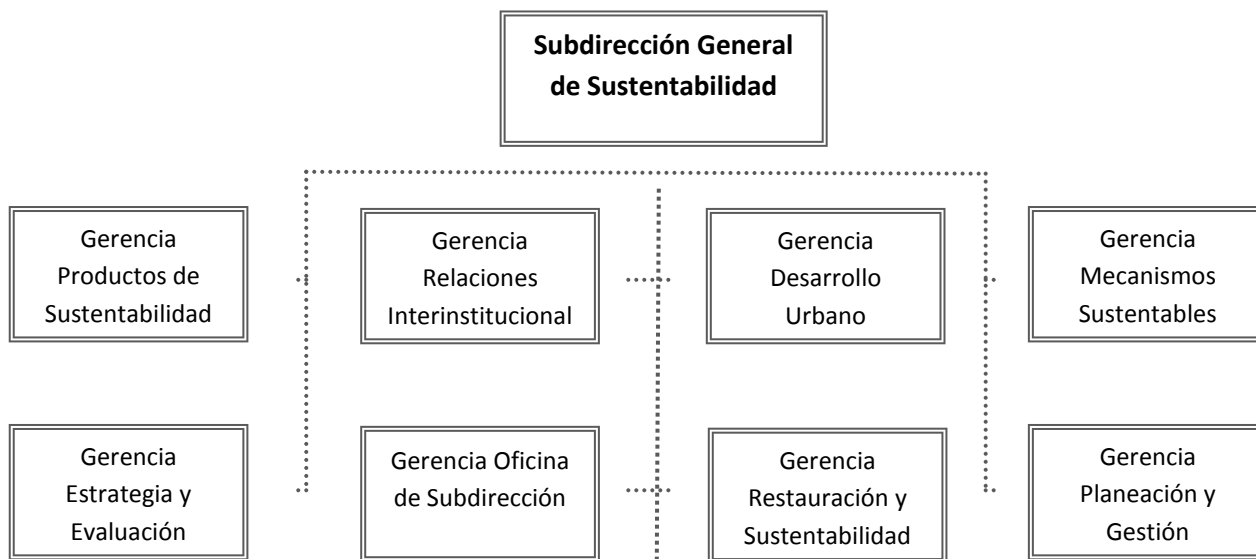 Subdirección General
de Sustentabilidad
Gerencia
Productos de
Sustentabilidad
Gerencia
Relaciones
Interinstitucional
Gerencia
Desarrollo
Urbano
Gerencia
Mecanismos
Sustentables
Gerencia
Estrategia y
Evaluación
Gerencia Oficina
de Subdirección
Gerencia
Restauración y
Sustentabilidad
Gerencia
Planeación y
Gestión